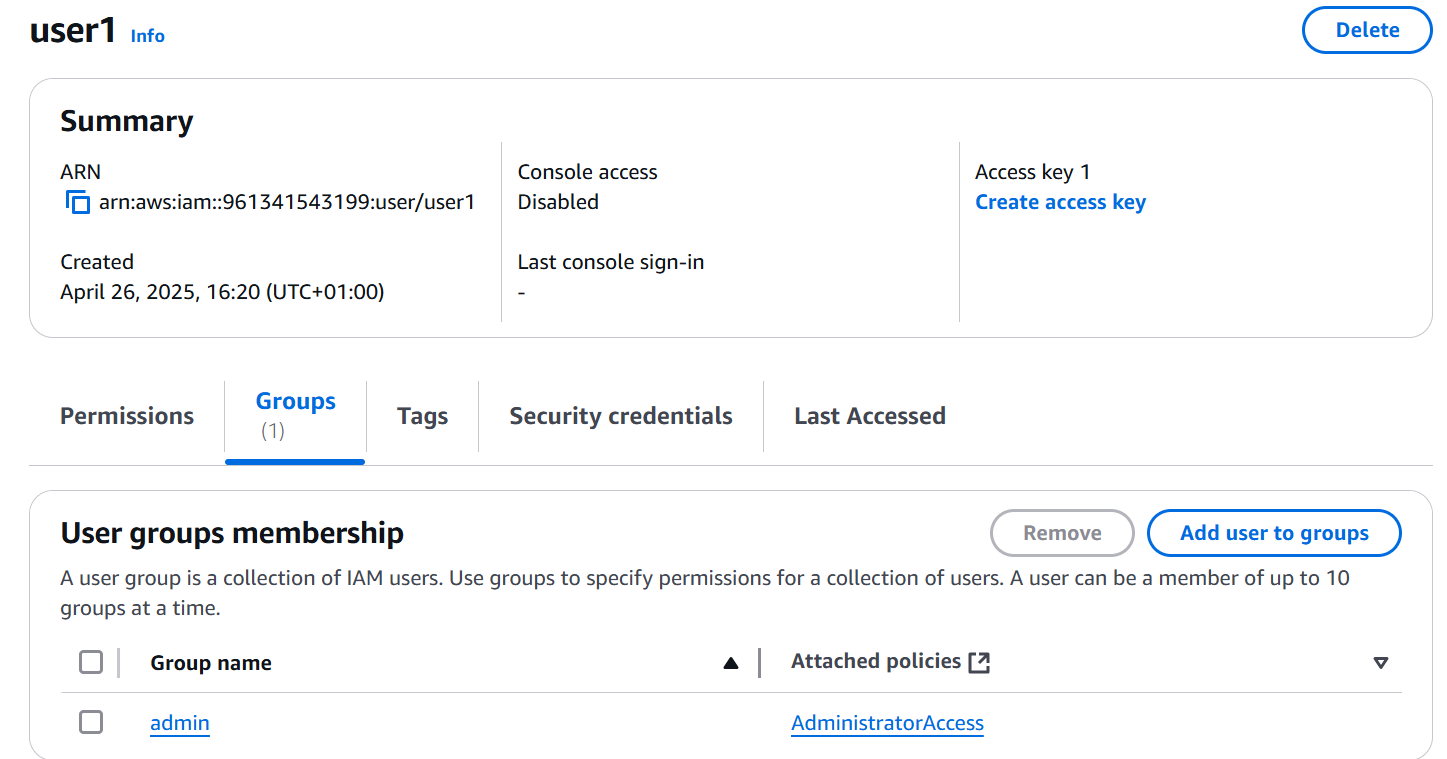 user1 Info
Delete
Summary
ARN
arn:aws:iam::961341543199:user/user1
Created
April 26, 2025, 16:20 (UTC+01:00)
Console access
Disabled
Last console sign-in
-
Access key 1
Create access key
Permissions
Groups
(1)
Tags
Security credentials
Last Accessed
User groups membership
Remove
Add user to groups
A user group is a collection of IAM users. Use groups to specify permissions for a collection of users. A user can be a member of up to 10
groups at a time.
Group name
Attached policies
admin
AdministratorAccess